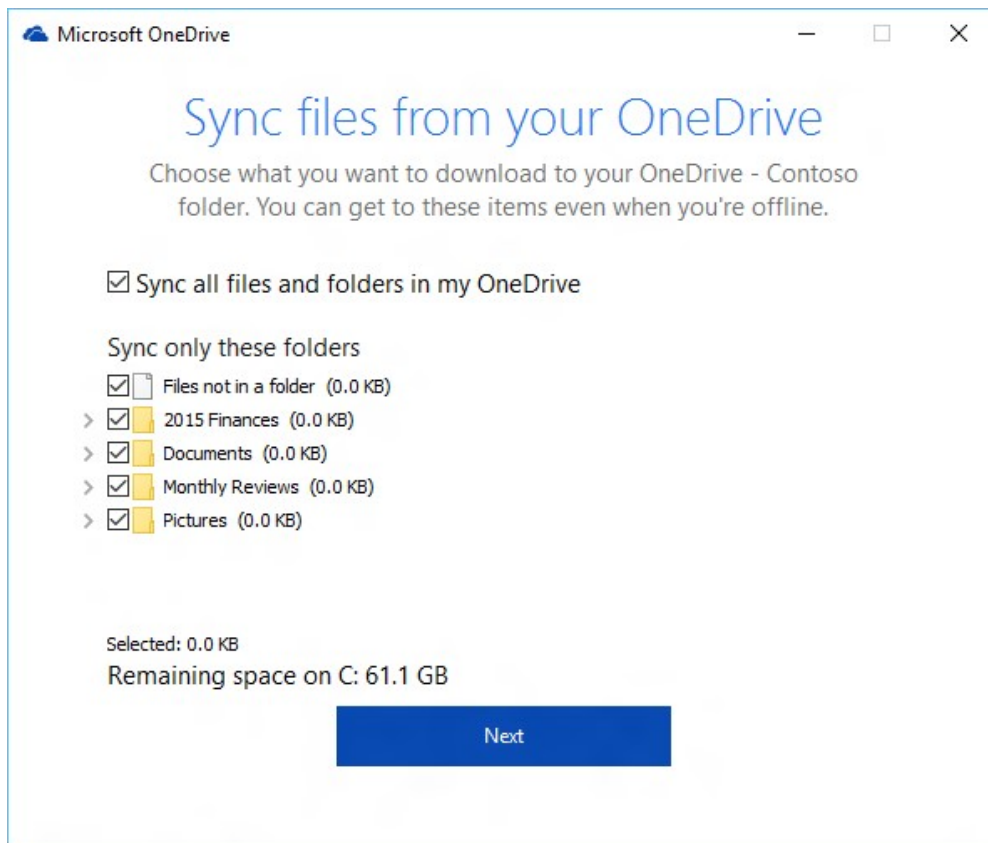 Microsoft OneDrive
Sync files from your OneDrive
Choose what you want to download to your OneDrive - Contoso
folder. You can get to these items even when you're offline.
Sync all files and folders in my OneDrive
Sync only these folders
Files not in a folder (0.0 KB)
2015 Finances (0.0 KB)
Documents (0.0 KB)
Monthly Reviews (0.0 KB)
Pictures (0.0 KB)
Selected: 0.0 KB
Remaining space on C: 61.1 GB
Next